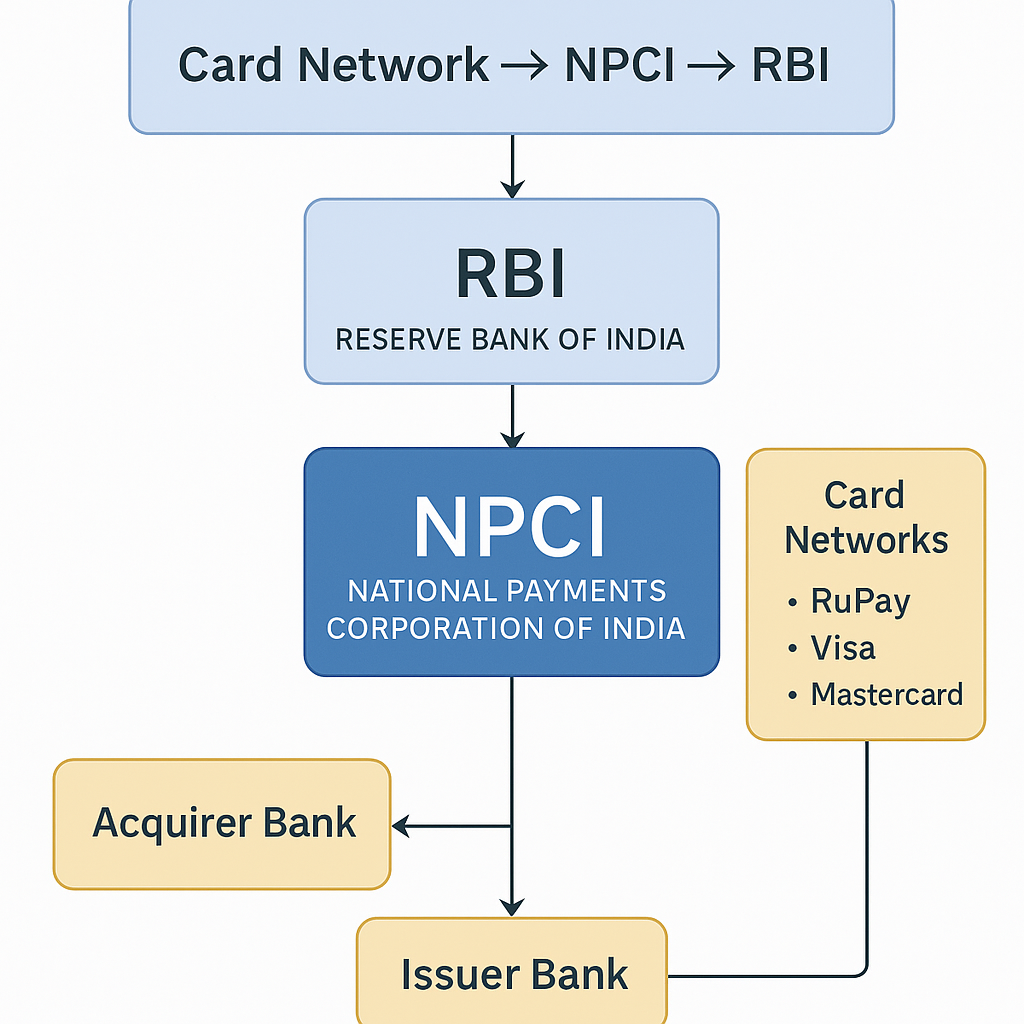 Card Network → NPCI → RBI
RBI
RESERVE BANK OF INDIA
NPCI
NATIONAL PAYMENTS
CORPORATION OF INDIA
Card
Networks
• RuPay
• Visa
• Mastercard
Acquirer Bank
Issuer Bank